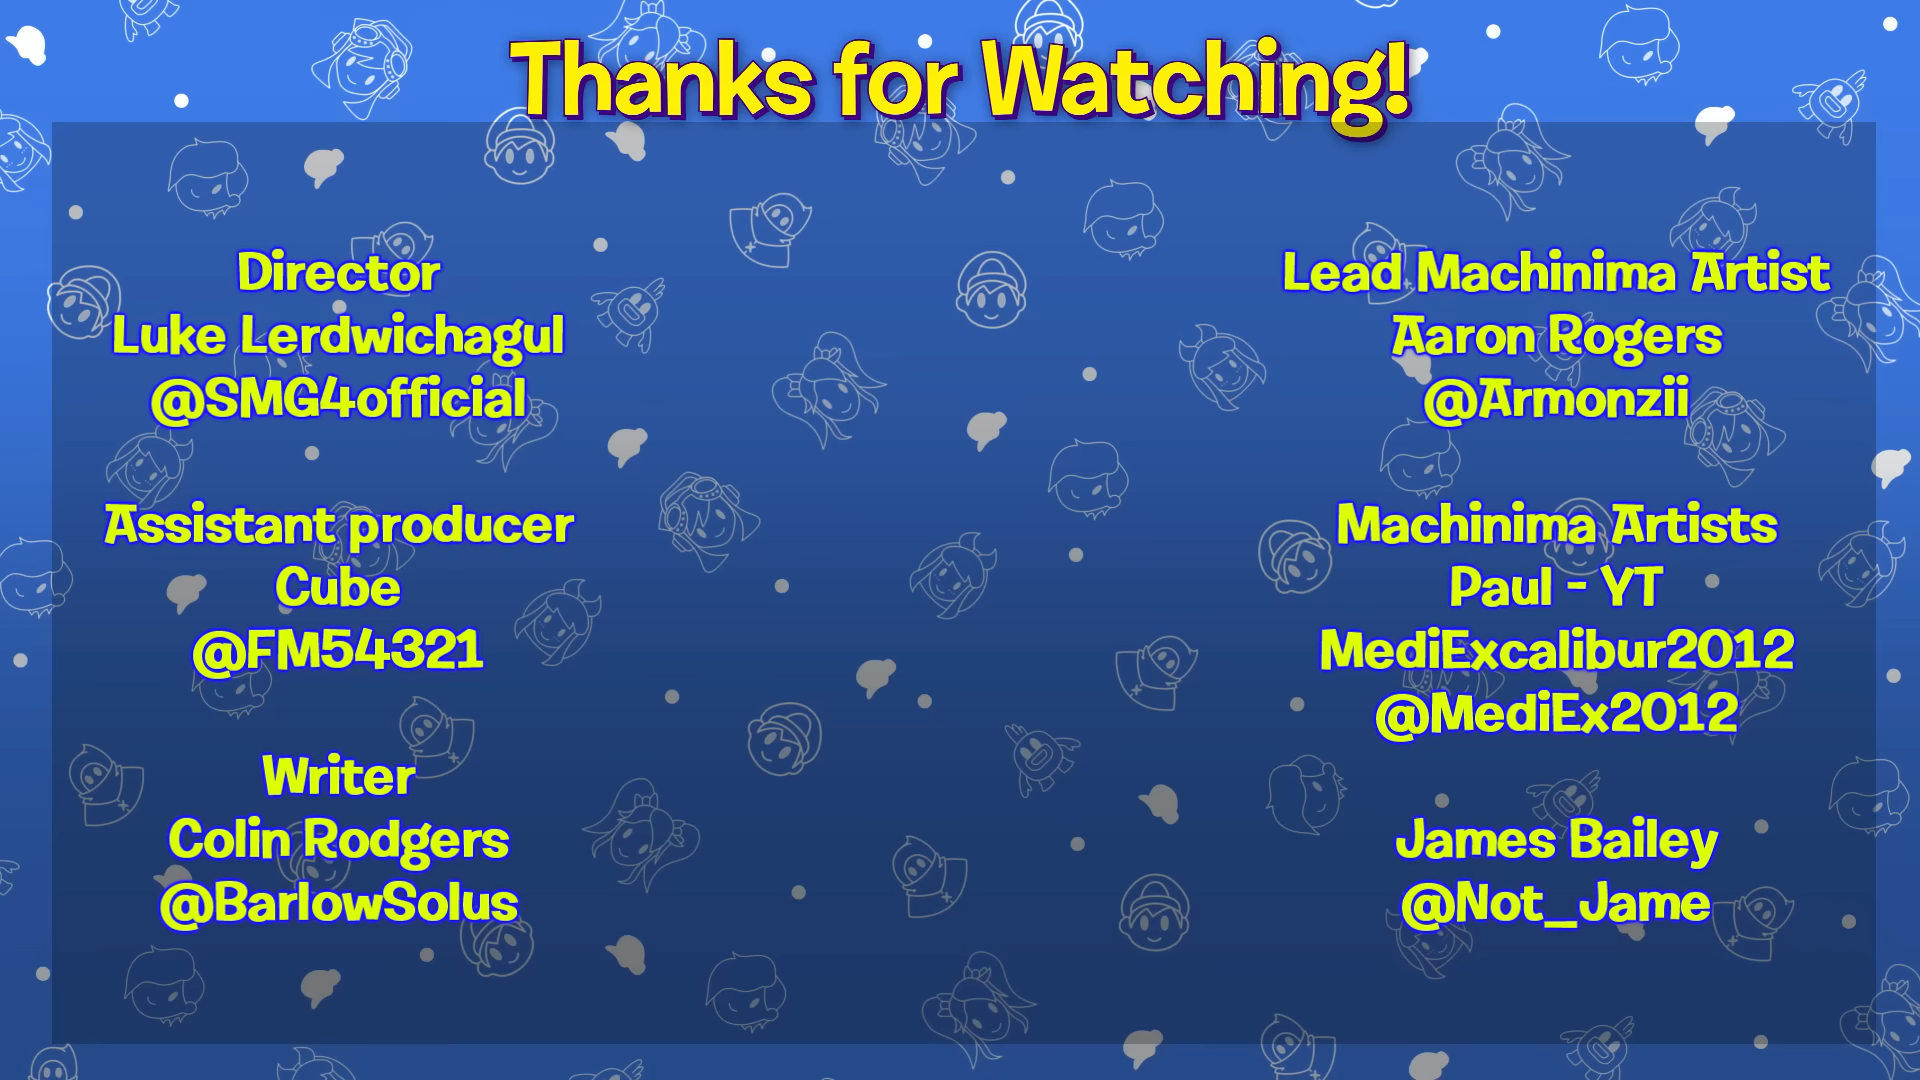 Thanks for Watching!
Director
Luke Lerdwichagul
@SMG4official
Assistant producer
Cube
@FM54321
Writer
Colin Rodgers
@BarlowSolus
Lead Machinima Artist
Aaron Rogers
@Armonzii
Machinima Artists
Paul - YT
MediExcalibur2012
@MediEx2012
James Bailey
@Not_Jame